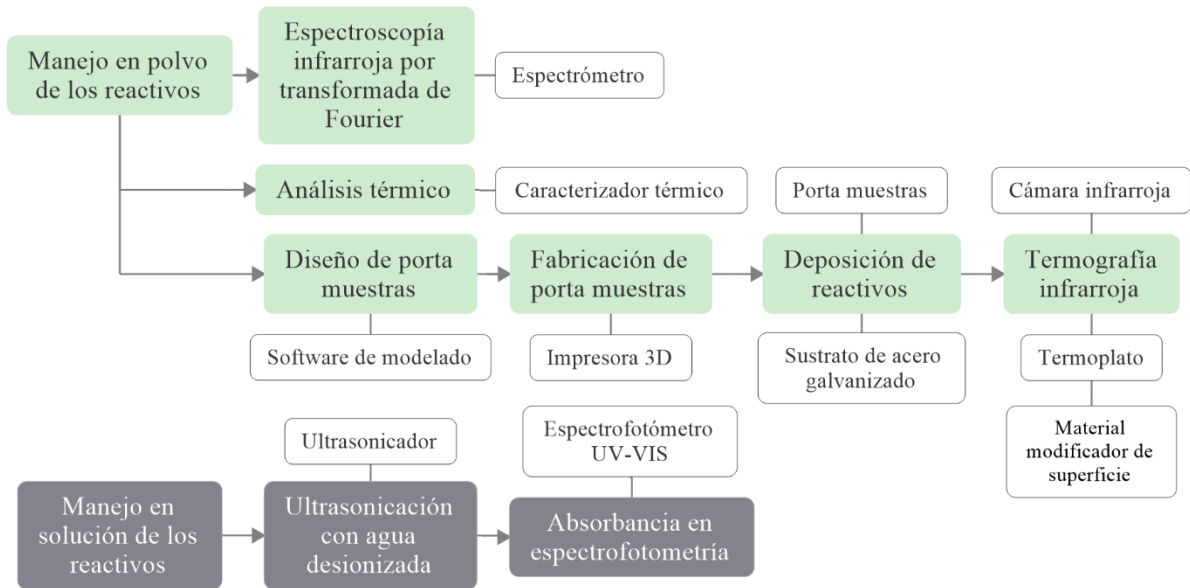 Manejo en polvo
de los reactivos
Espectroscopía
infrarroja por
transformada de
Fourier
Espectrómetro
Análisis térmico
Caracterizador térmico
Porta muestras
Cámara infrarroja
Diseño de porta
muestras
Fabricación de
porta muestras
Deposición de
reactivos
Termografía
infrarroja
Software de modelado
Impresora 3D
Sustrato de acero
galvanizado
Termoplato
Material
modificador de
superficie
Ultrasonicador
Espectrofotómetro
UV-VIS
Manejo en
solución de los
reactivos
Ultrasonicación
con agua
desionizada
Absorbancia en
espectrofotometría